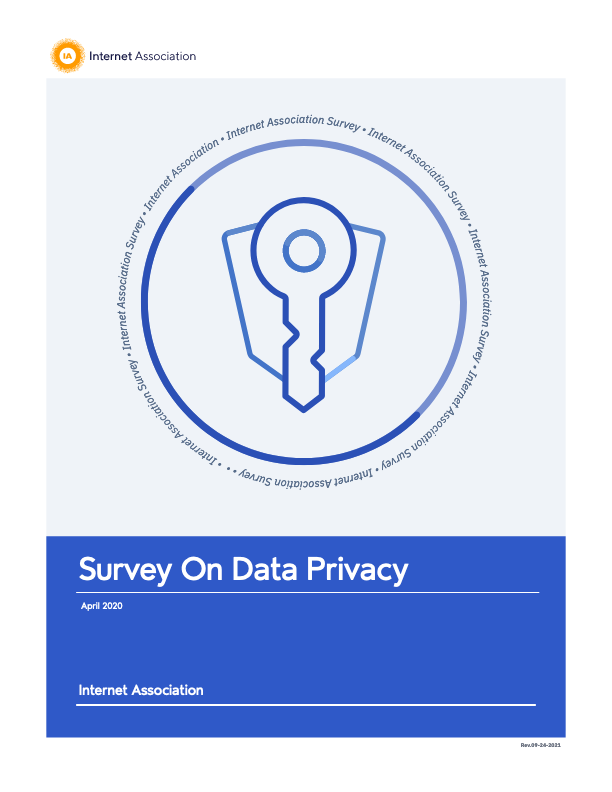 IA Internet Association
• Internet Association Survey • Internet Association Survey • Internet Association • Internet Association Survey • Internet Association Survey • Internet Association Survey • Internet Association Survey • Internet Association Survey • •
Survey On Data Privacy
April 2020
Internet Association
Rev.09-24-2021